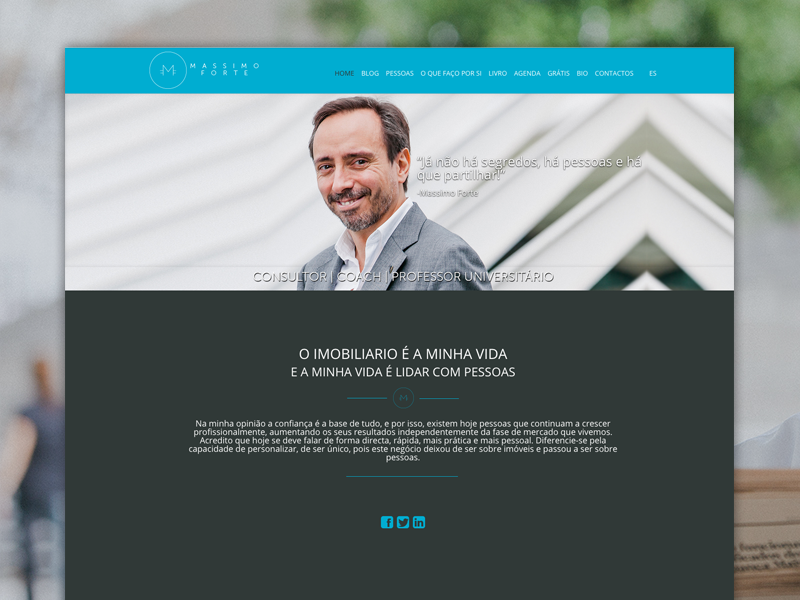 MASSIMO
FORTE
HOME BLOG PESSOAS O QUE FAÇO POR SI LIVRO AGENDA GRÁTIS BIO CONTACTOS ES
"Já não há segredos, há pessoas e há
que partilhar!"
-Massimo Forte
CONSULTOR | COACH | PROFESSOR UNIVERSITÁRIO
O IMOBILIARIO É A MINHA VIDA
E A MINHA VIDA É LIDAR COM PESSOAS
Na minha opinião a confiança é a base de tudo, e por isso, existem hoje pessoas que continuam a crescer
profissionalmente, aumentando os seus resultados independentemente da fase de mercado que vivemos.
Acredito que hoje se deve falar de forma directa, rápida, mais prática e mais pessoal. Diferencie-se pela
capacidade de personalizar, de ser único, pois este negócio deixou de ser sobre imóveis e passou a ser sobre
pessoas.